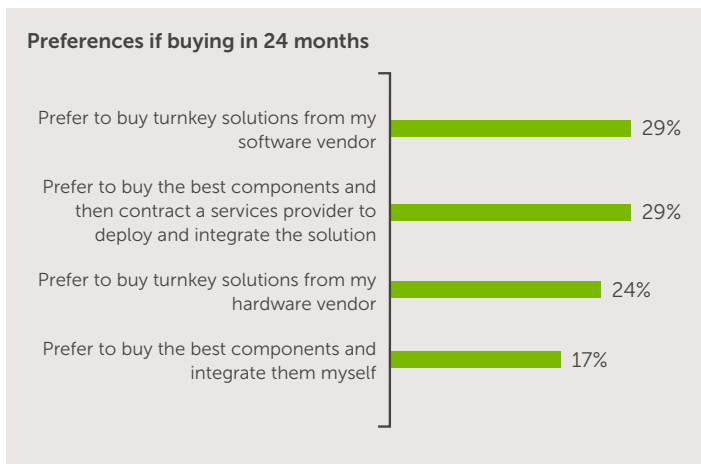 Preferences if buying in 24 months
Prefer to buy turnkey solutions from my
software vendor
29%
Prefer to buy the best components and
then contract a services provider to
deploy and integrate the solution
29%
Prefer to buy turnkey solutions from my
hardware vendor
24%
Prefer to buy the best components and
integrate them myself
17%